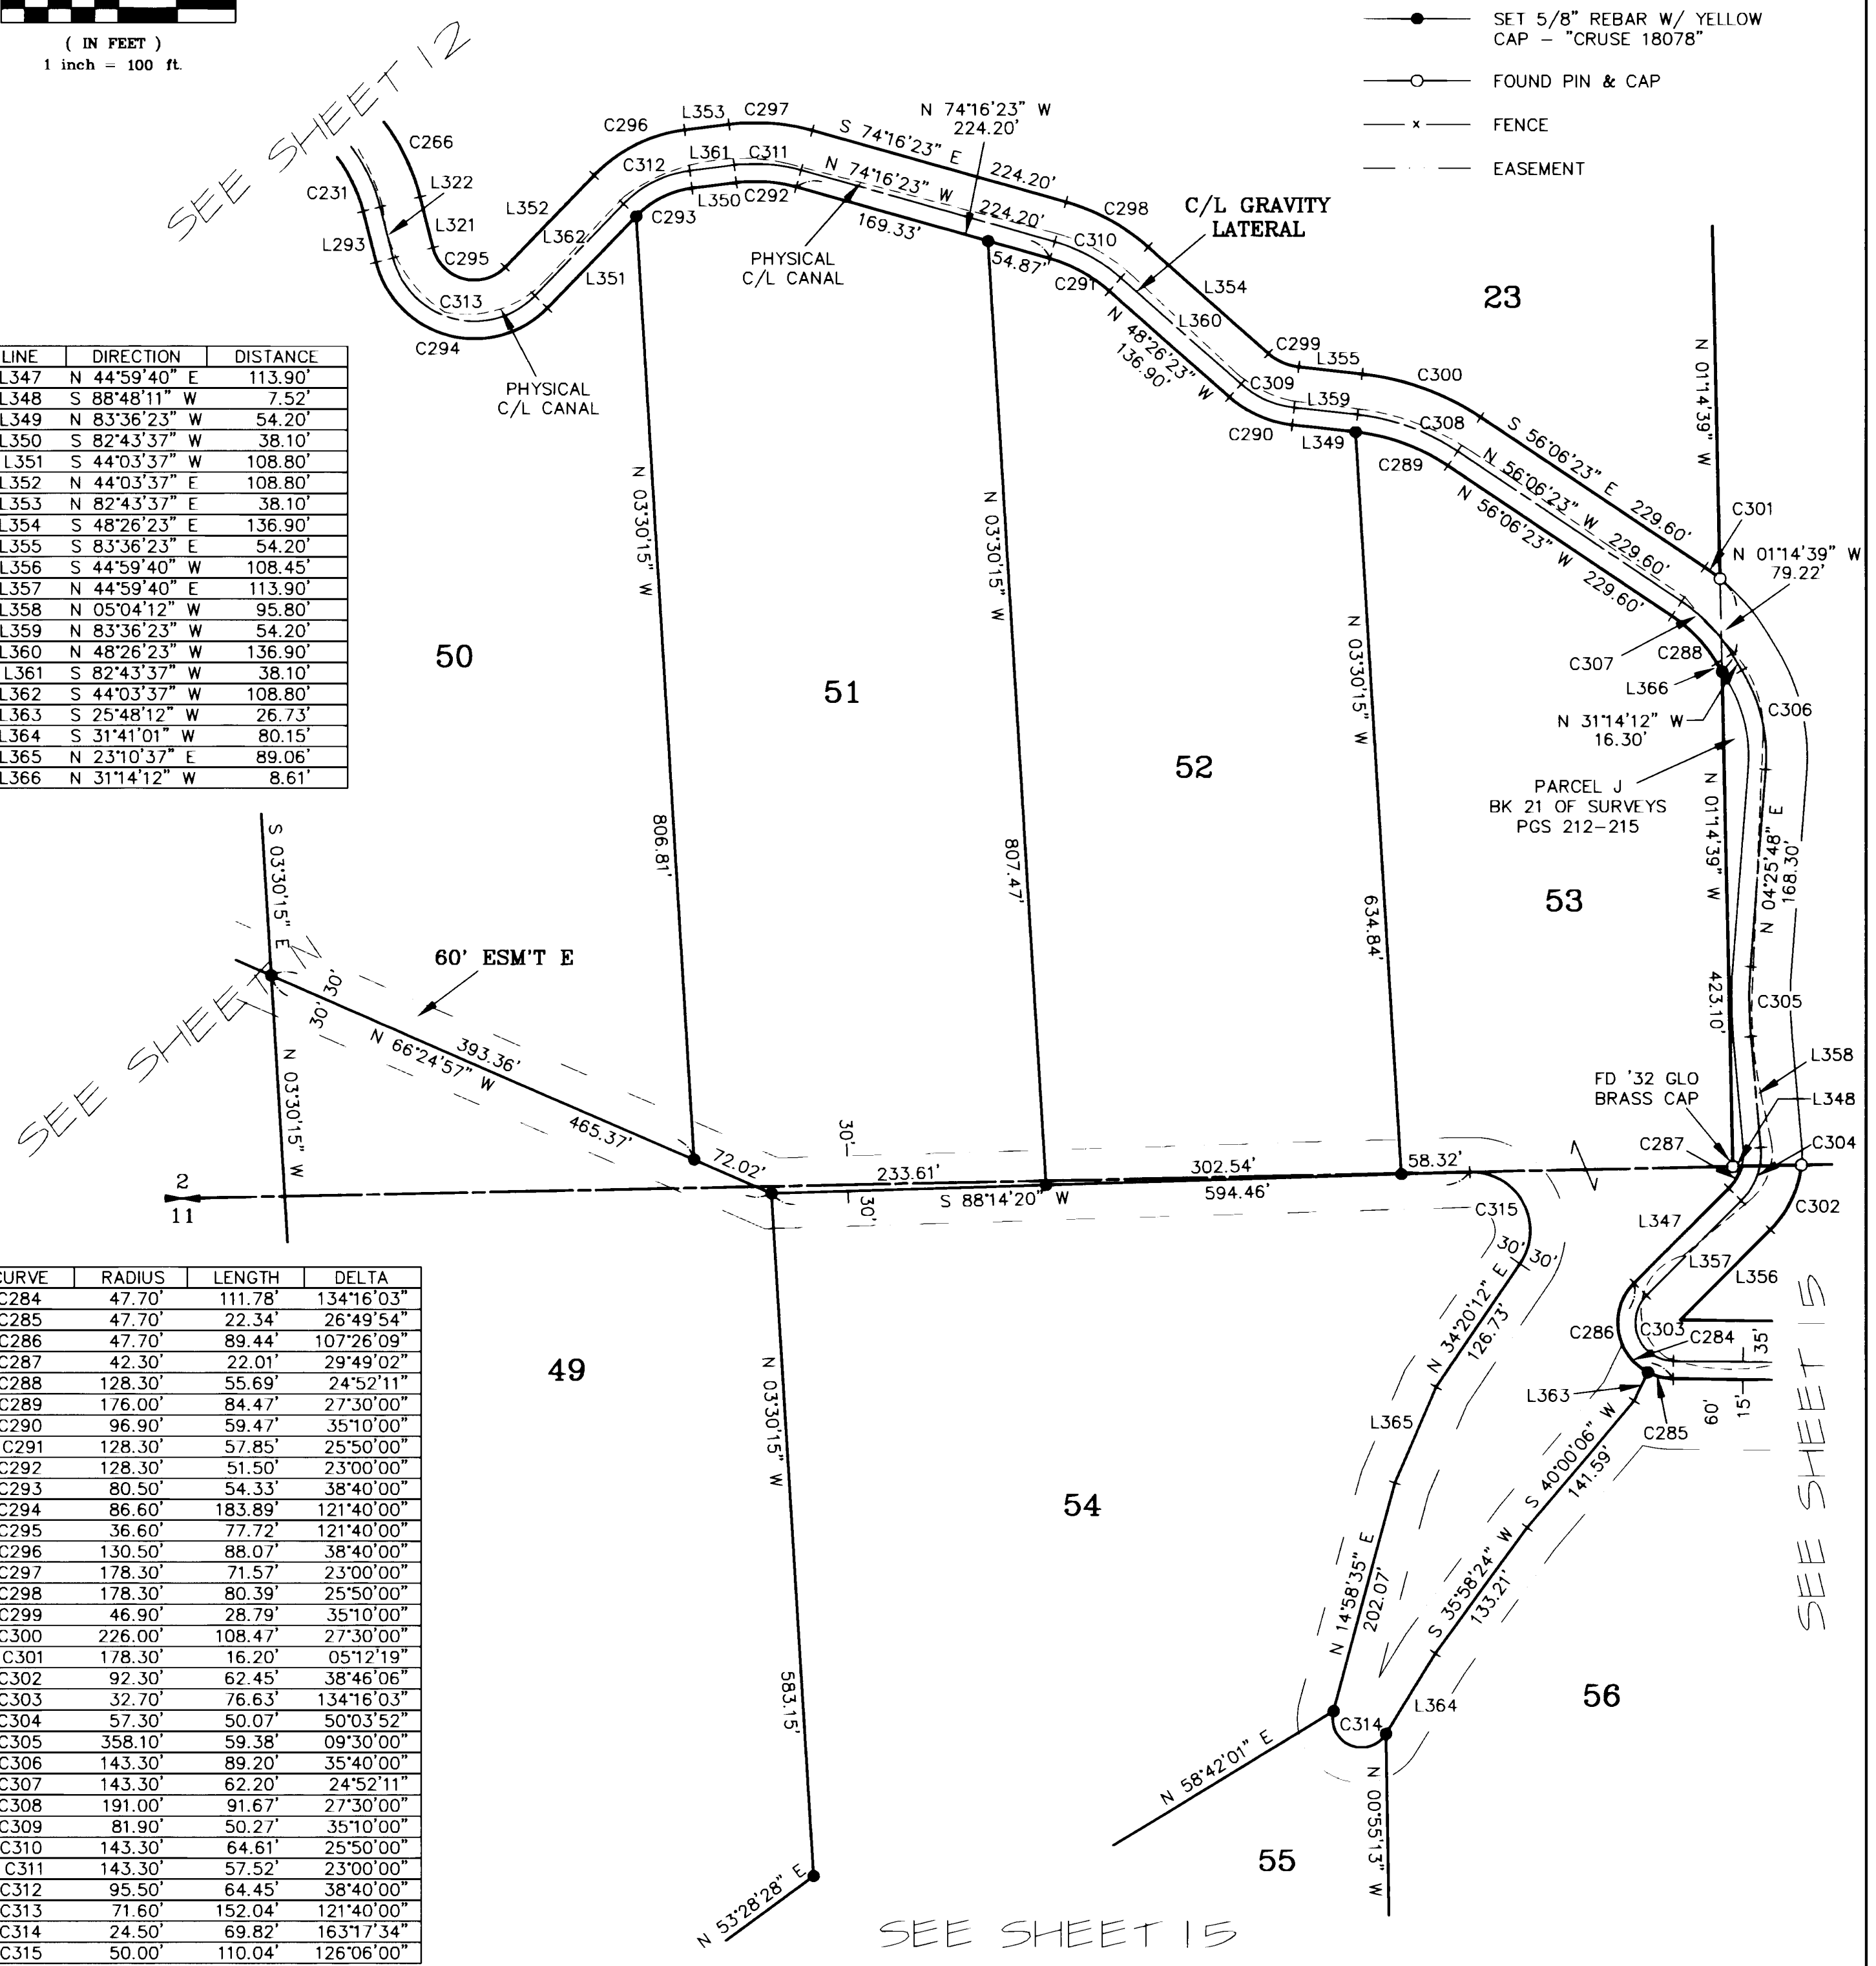 ( IN FEET )
1 inch = 100 ft.
SET 5/8" REBAR W/ YELLOW
CAP - "CRUSE 18078"
FOUND PIN & CAP
FENCE
EASEMENT
SEE SHEET 12
C266
C231
L322
L321
L293
C295
C313
C294
L352
L362
L351
C296
L353
C297
C312
L361
C311
C293
L350
C292
S 74°16'23" E
224.20'
N 74°16'23" W
224.20'
N 74°16'23" W
224.20'
169.33'
54.87'
PHYSICAL
C/L CANAL
PHYSICAL
C/L CANAL
C298
C310
C291
C/L GRAVITY
LATERAL
L354
L360
N 48°26'23" W
136.90'
C299
L355
C300
C309
L359
C308
C290
L349
C289
S 56°06'23" E
229.60'
N 56°06'23" W
229.60'
N 56°06'23" W
229.60'
23
N 01°14'39" W
C301
N 01°14'39" W
79.22'
C307
C288
L366
N 31°14'12" W
16.30'
C306
PARCEL J
BK 21 OF SURVEYS
PGS 212-215
N 01°14'39" W
423.10'
N 04°25'48" E
168.30'
C305
L358
L348
C304
FD '32 GLO
BRASS CAP
C287
C302
L347
L357
L356
C286
C303
C284
35'
L363
C285
60'
15'
SEE SHEET 15
LINE DIRECTION DISTANCE
L347 N 44°59'40" E 113.90'
L348 S 88°48'11" W 7.52'
L349 N 83°36'23" W 54.20'
L350 S 82°43'37" W 38.10'
L351 S 44°03'37" W 108.80'
L352 N 44°03'37" E 108.80'
L353 N 82°43'37" E 38.10'
L354 S 48°26'23" E 136.90'
L355 S 83°36'23" E 54.20'
L356 S 44°59'40" W 108.45'
L357 N 44°59'40" E 113.90'
L358 N 05°04'12" W 95.80'
L359 N 83°36'23" W 54.20'
L360 N 48°26'23" W 136.90'
L361 S 82°43'37" W 38.10'
L362 S 44°03'37" W 108.80'
L363 S 25°48'12" W 26.73'
L364 S 31°41'01" W 80.15'
L365 N 23°10'37" E 89.06'
L366 N 31°14'12" W 8.61'
50
51
52
53
N 03°30'15" W
806.81'
N 03°30'15" W
807.47'
N 03°30'15" W
634.84'
S 03°30'15" E
N 03°30'15" W
60' ESM'T E
30' 30'
393.36'
N 66°24'57" W
465.37'
72.02'
30'
30'
233.61'
S 88°14'20" W
302.54'
594.46'
58.32'
2
11
C315
30' 30'
N 34°20'12" E
126.73'
L365
N 14°58'35" E
202.07'
S 40°00'06" W
141.59'
S 35°58'24" W
133.21'
L364
C314
N 58°42'01" E
N 00°55'13" W
49
54
55
56
N 03°30'15" W
583.15'
N 53°28'28" E
SEE SHEET 15
CURVE RADIUS LENGTH DELTA
C284 47.70' 111.78' 134°16'03"
C285 47.70' 22.34' 26°49'54"
C286 47.70' 89.44' 107°26'09"
C287 42.30' 22.01' 29°49'02"
C288 128.30' 55.69' 24°52'11"
C289 176.00' 84.47' 27°30'00"
C290 96.90' 59.47' 35°10'00"
C291 128.30' 57.85' 25°50'00"
C292 128.30' 51.50' 23°00'00"
C293 80.50' 54.33' 38°40'00"
C294 86.60' 183.89' 121°40'00"
C295 36.60' 77.72' 121°40'00"
C296 130.50' 88.07' 38°40'00"
C297 178.30' 71.57' 23°00'00"
C298 178.30' 80.39' 25°50'00"
C299 46.90' 28.79' 35°10'00"
C300 226.00' 108.47' 27°30'00"
C301 178.30' 16.20' 05°12'19"
C302 92.30' 62.45' 38°46'06"
C303 32.70' 76.63' 134°16'03"
C304 57.30' 50.07' 50°03'52"
C305 358.10' 59.38' 09°30'00"
C306 143.30' 89.20' 35°40'00"
C307 143.30' 62.20' 24°52'11"
C308 191.00' 91.67' 27°30'00"
C309 81.90' 50.27' 35°10'00"
C310 143.30' 64.61' 25°50'00"
C311 143.30' 57.52' 23°00'00"
C312 95.50' 64.45' 38°40'00"
C313 71.60' 152.04' 121°40'00"
C314 24.50' 69.82' 163°17'34"
C315 50.00' 110.04' 126°06'00"